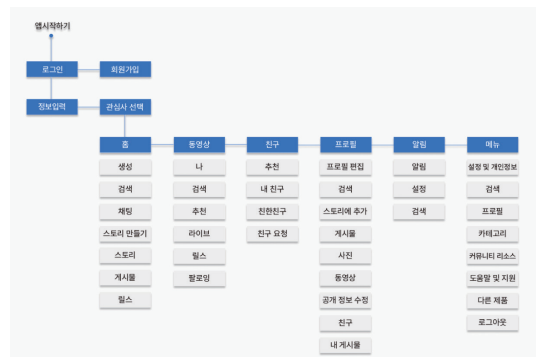 앱시작하기
로그인
회원가입
정보입력
관심사 선택
홈
동영상
친구
프로필
알림
메뉴
생성
나
추천
프로필 편집
알림
설정 및 개인정보
검색
검색
내 친구
검색
설정
검색
채팅
추천
진한친구
스토리에 추가
검색
프로필
스토리 만들기
라이브
친구 요청
게시물
카테고리
스토리
릴스
사진
커뮤니티 리소스
게시물
팔로잉
동영상
도움말 및 지원
릴스
공개 정보 수정
다른 제품
친구
로그아웃
내 게시물